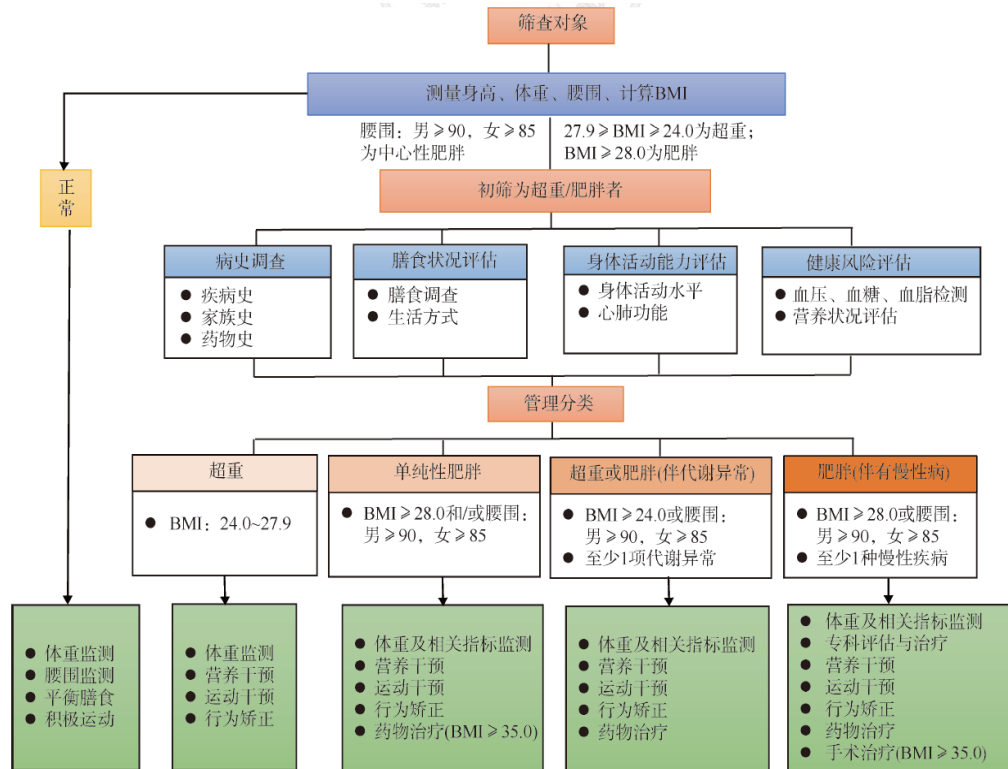 筛查对象
测量身高、体重、腰围、计算BMI
腰围：男≥90，女≥85
为中心性肥胖
27.9≥BMI≥24.0为超重；
BMI≥28.0为肥胖
正
常
初筛为超重/肥胖者
病史调查
● 疾病史
● 家族史
● 药物史
膳食状况评估
● 膳食调查
● 生活方式
身体活动能力评估
● 身体活动水平
● 心肺功能
健康风险评估
● 血压、血糖、血脂检测
● 营养状况评估
管理分类
超重
● BMI：24.0~27.9
单纯性肥胖
● BMI≥28.0和/或腰围：
男≥90，女≥85
超重或肥胖(伴代谢异常)
● BMI≥24.0或腰围：
男≥90，女≥85
● 至少1项代谢异常
肥胖(伴有慢性病)
● BMI≥28.0或腰围：
男≥90，女≥85
● 至少1种慢性疾病
● 体重监测
● 腰围监测
● 平衡膳食
● 积极运动
● 体重监测
● 营养干预
● 运动干预
● 行为矫正
● 体重及相关指标监测
● 营养干预
● 运动干预
● 行为矫正
● 药物治疗(BMI≥35.0)
● 体重及相关指标监测
● 营养干预
● 运动干预
● 行为矫正
● 药物治疗
● 体重及相关指标监测
● 专科评估与治疗
● 营养干预
● 运动干预
● 行为矫正
● 药物治疗
● 手术治疗(BMI≥35.0)